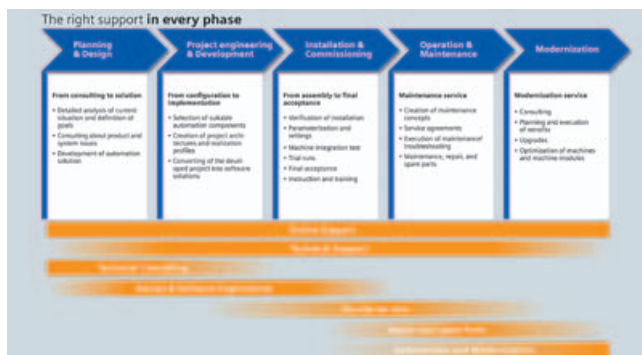 The right support in every phase
Planning
& Design
Project engineering
& Development
Installation &
Commissioning
Operation &
Maintenance
Modernization
From consulting to solution
• Detailed analysis of current
situation and definition of
goals
• Consulting about product and
system issues
• Development of automation
solution
From configuration to
implementation
• Selection of suitable
automation components
• Creation of project archi-
tectures and realization
profiles
• Converting of the devel-
oped project into software
solutions
From assembly to final
acceptance
• Verification of installation
• Parameterization and
settings
• Machine integration test
• Trial runs
• Final acceptance
• Instruction and training
Maintenance service
• Creation of maintenance
concepts
• Service agreements
• Execution of maintenance/
troubleshooting
• Maintenance, repair, and
spare parts
Modernization service
• Consulting
• Planning and execution
of retrofits
• Upgrades
• Optimization of machines
and machine modules
Online Support
Technical Support
Technical Consulting